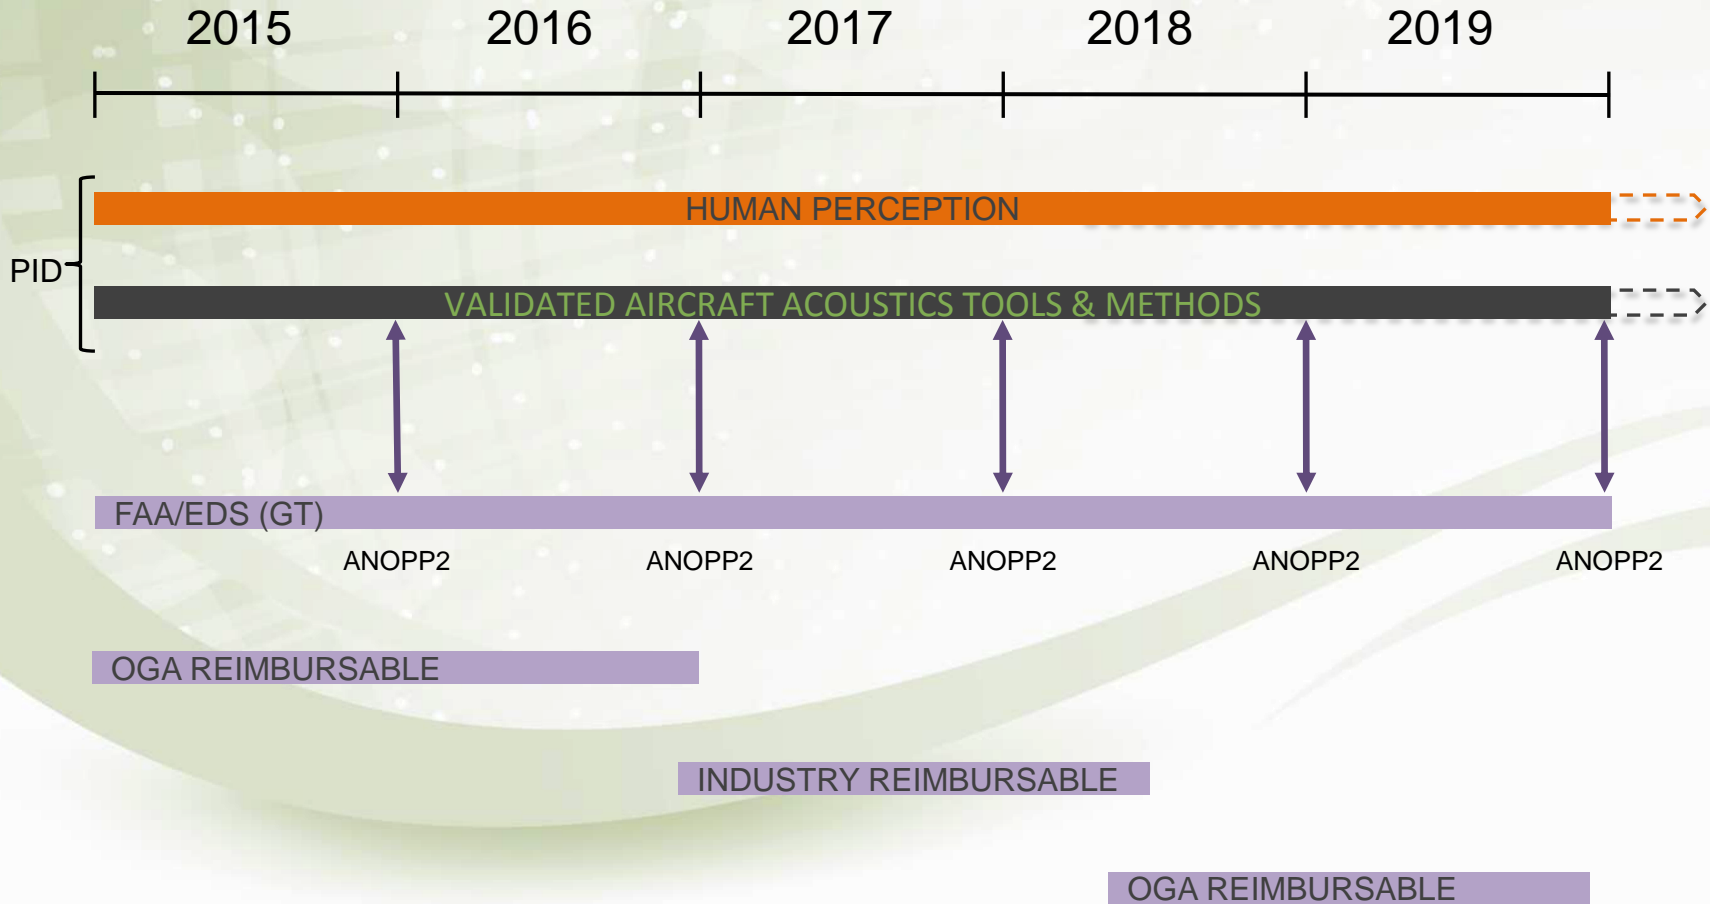 2015 2016 2017 2018 2019
HUMAN PERCEPTION
PID
VALIDATED AIRCRAFT ACOUSTICS TOOLS & METHODS
FAA/EDS (GT)
ANOPP2 ANOPP2 ANOPP2 ANOPP2 ANOPP2
OGA REIMBURSABLE
INDUSTRY REIMBURSABLE
OGA REIMBURSABLE